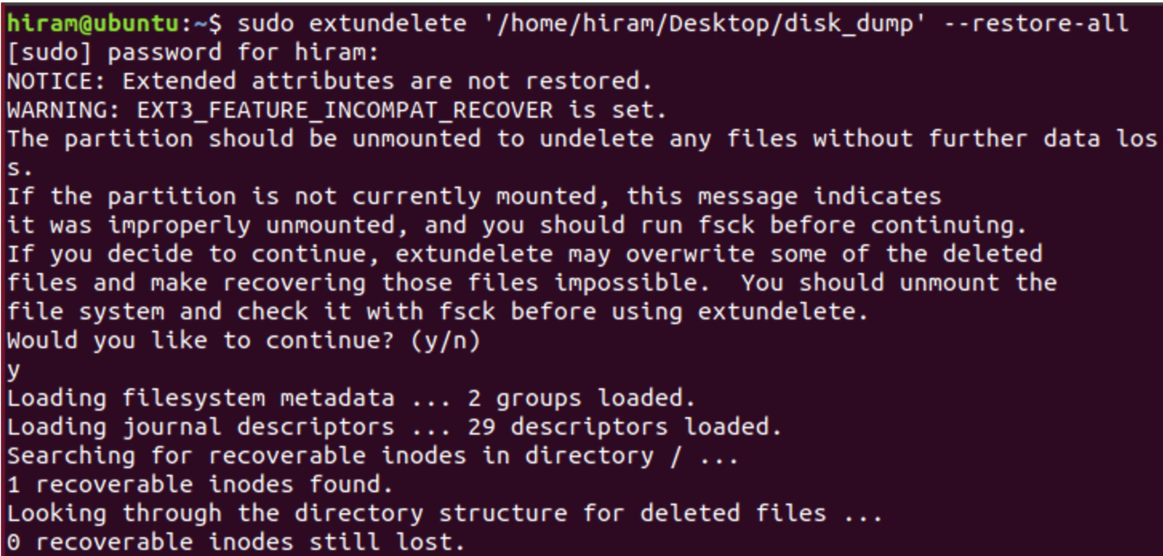 hiram@ubuntu:~$ sudo extundelete '/home/hiram/Desktop/disk_dump' --restore-all
[sudo] password for hiram:
NOTICE: Extended attributes are not restored.
WARNING: EXT3_FEATURE_INCOMPAT_RECOVER is set.
The partition should be unmounted to undelete any files without further data los
s.
If the partition is not currently mounted, this message indicates
it was improperly unmounted, and you should run fsck before continuing.
If you decide to continue, extundelete may overwrite some of the deleted
files and make recovering those files impossible.  You should unmount the
file system and check it with fsck before using extundelete.
Would you like to continue? (y/n)
y
Loading filesystem metadata ... 2 groups loaded.
Loading journal descriptors ... 29 descriptors loaded.
Searching for recoverable inodes in directory / ...
1 recoverable inodes found.
Looking through the directory structure for deleted files ...
0 recoverable inodes still lost.